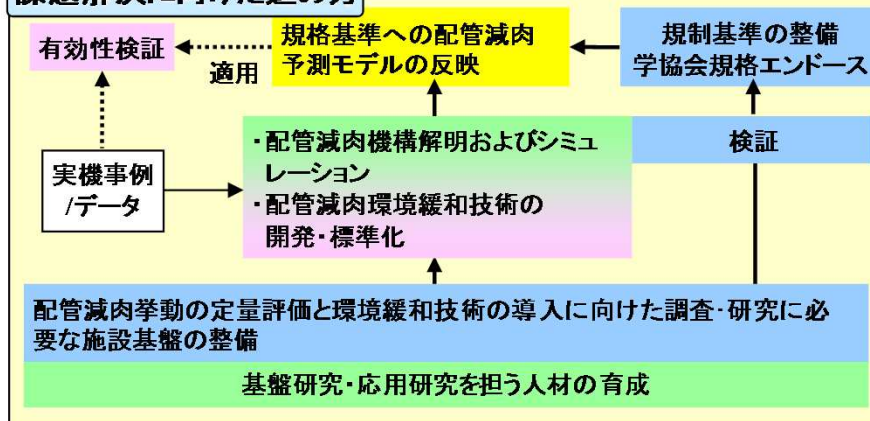 課題解決に向けた進め方
有効性検証
適用
規格基準への配管減肉
予測モデルの反映
規制基準の整備
学協会規格エンドース
実機事例
/データ
・配管減肉機構解明およびシミュ
レーション
・配管減肉環境緩和技術の
開発・標準化
検証
配管減肉挙動の定量評価と環境緩和技術の導入に向けた調査・研究に必
要な施設基盤の整備
基盤研究・応用研究を担う人材の育成